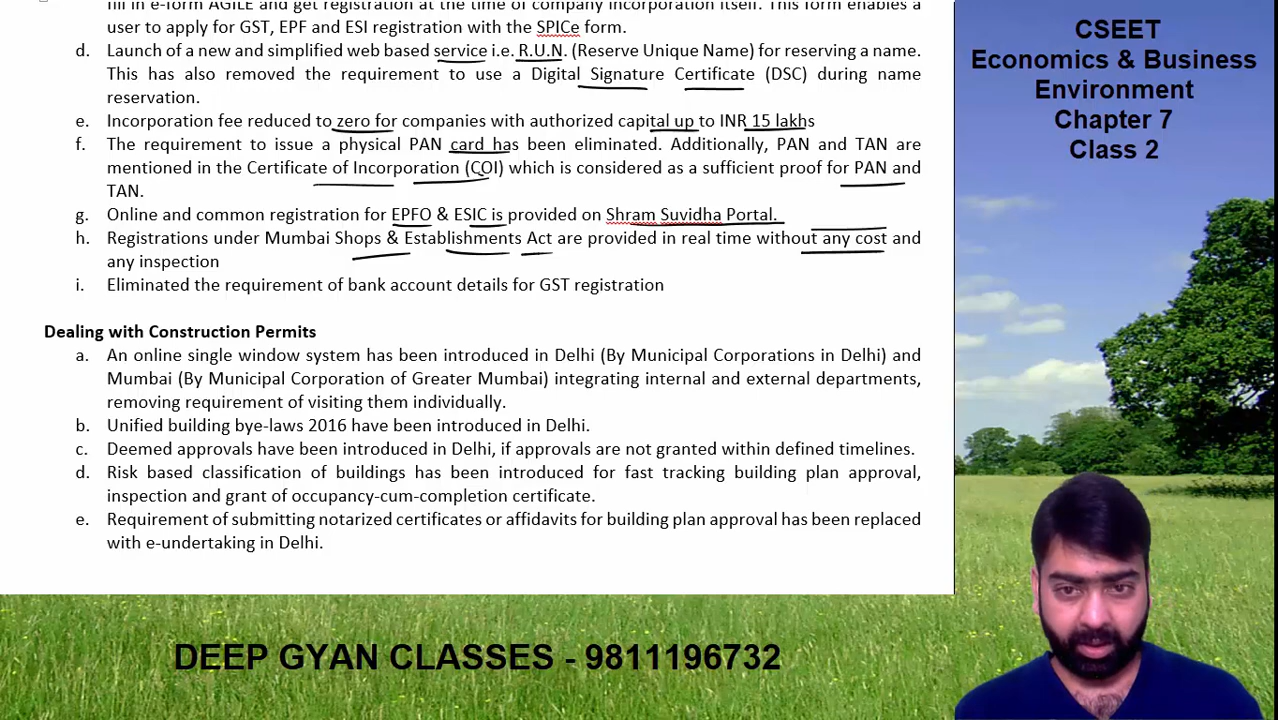 fill in e-form AGILE and get registration at the time of company incorporation itself. This form enables a
user to apply for GST, EPF and ESI registration with the SPICe form.
d. Launch of a new and simplified web based service i.e. R.U.N. (Reserve Unique Name) for reserving a name.
This has also removed the requirement to use a Digital Signature Certificate (DSC) during name
reservation.
e. Incorporation fee reduced to zero for companies with authorized capital up to INR 15 lakhs
f. The requirement to issue a physical PAN card has been eliminated. Additionally, PAN and TAN are
mentioned in the Certificate of Incorporation (COI) which is considered as a sufficient proof for PAN and
TAN.
g. Online and common registration for EPFO & ESIC is provided on Shram Suvidha Portal.
h. Registrations under Mumbai Shops & Establishments Act are provided in real time without any cost and
any inspection
i. Eliminated the requirement of bank account details for GST registration
Dealing with Construction Permits
a. An online single window system has been introduced in Delhi (By Municipal Corporations in Delhi) and
Mumbai (By Municipal Corporation of Greater Mumbai) integrating internal and external departments,
removing requirement of visiting them individually.
b. Unified building bye-laws 2016 have been introduced in Delhi.
c. Deemed approvals have been introduced in Delhi, if approvals are not granted within defined timelines.
d. Risk based classification of buildings has been introduced for fast tracking building plan approval,
inspection and grant of occupancy-cum-completion certificate.
e. Requirement of submitting notarized certificates or affidavits for building plan approval has been replaced
with e-undertaking in Delhi.
CSEET
Economics & Business
Environment
Chapter 7
Class 2
DEEP GYAN CLASSES - 9811196732